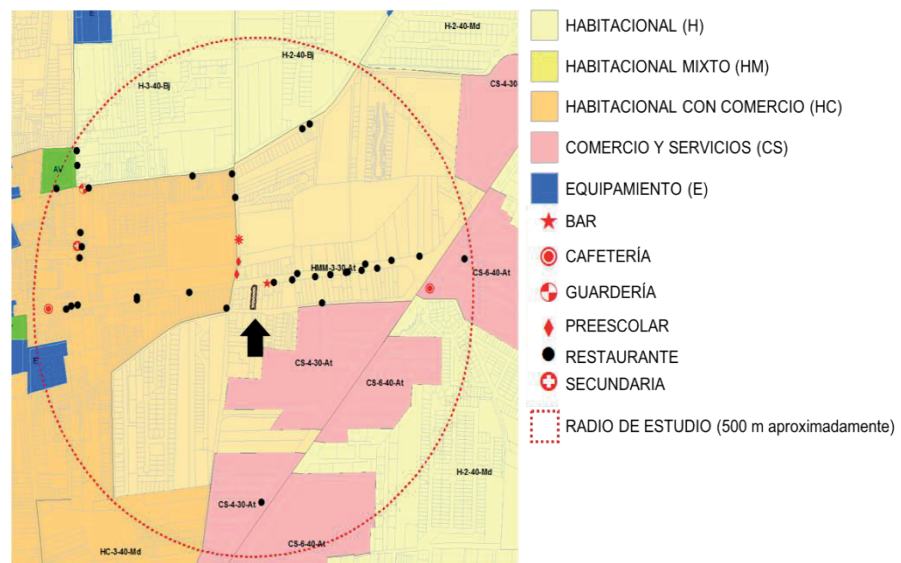 E
H-2-40-Md
H-2-40-Bj
H-3-40-Bj
CS-4-30
AV
HMM-3-30-At
CS-6-40-At
CS-4-30-At
E
CS-6-40-At
H-2-40-Md
CS-4-30-At
CS-6-40-At
HC-3-40-Md
HABITACIONAL (H)
HABITACIONAL MIXTO (HM)
HABITACIONAL CON COMERCIO (HC)
COMERCIO Y SERVICIOS (CS)
EQUIPAMIENTO (E)
BAR
CAFETERÍA
GUARDERÍA
PREESCOLAR
RESTAURANTE
SECUNDARIA
RADIO DE ESTUDIO (500 m aproximadamente)